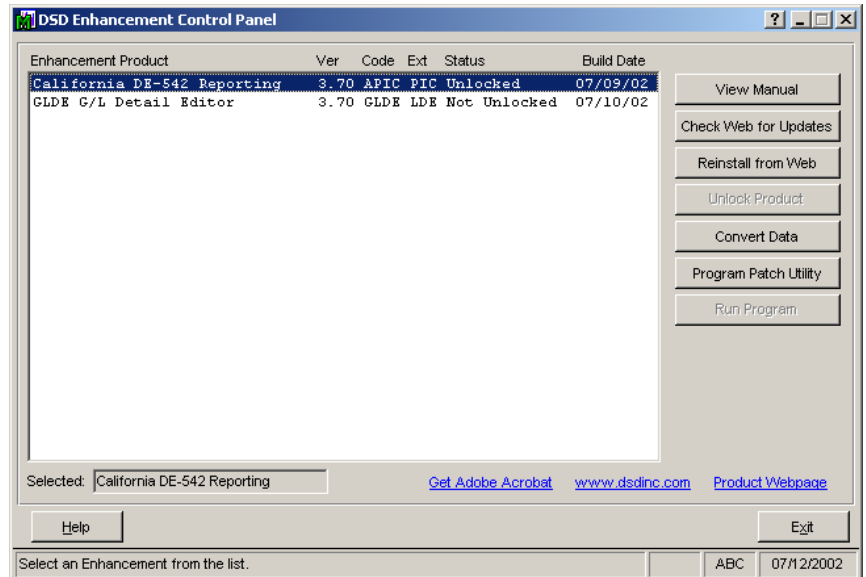 DSD Enhancement Control Panel
Enhancement Product Ver Code Ext Status Build Date
California DE-542 Reporting 3.70 APIC PIC Unlocked 07/09/02
GLDE G/L Detail Editor 3.70 GLDE LDE Not Unlocked 07/10/02
View Manual
Check Web for Updates
Reinstall from Web
Unlock Product
Convert Data
Program Patch Utility
Run Program
Selected: California DE-542 Reporting Get Adobe Acrobat www.dsdinc.com Product Webpage
Help Exit
Select an Enhancement from the list. ABC 07/12/2002